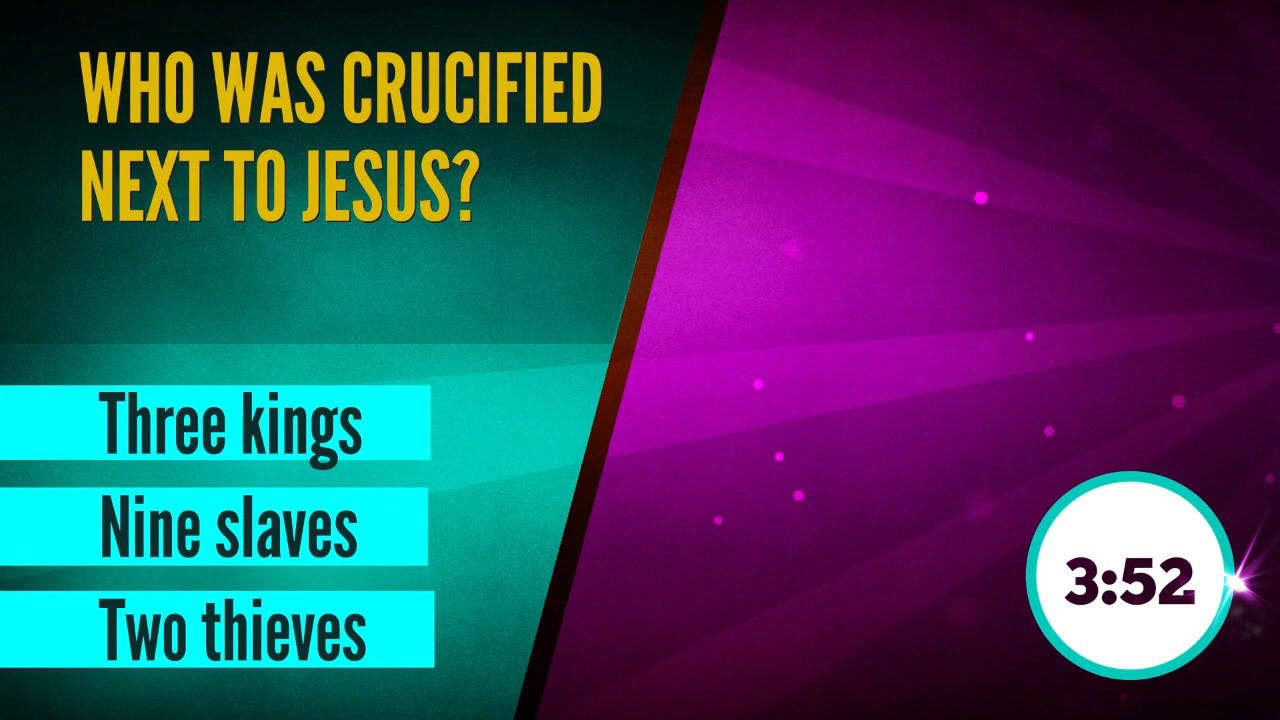 WHO WAS CRUCIFIED
NEXT TO JESUS?
Three kings
Nine slaves
Two thieves
3:52